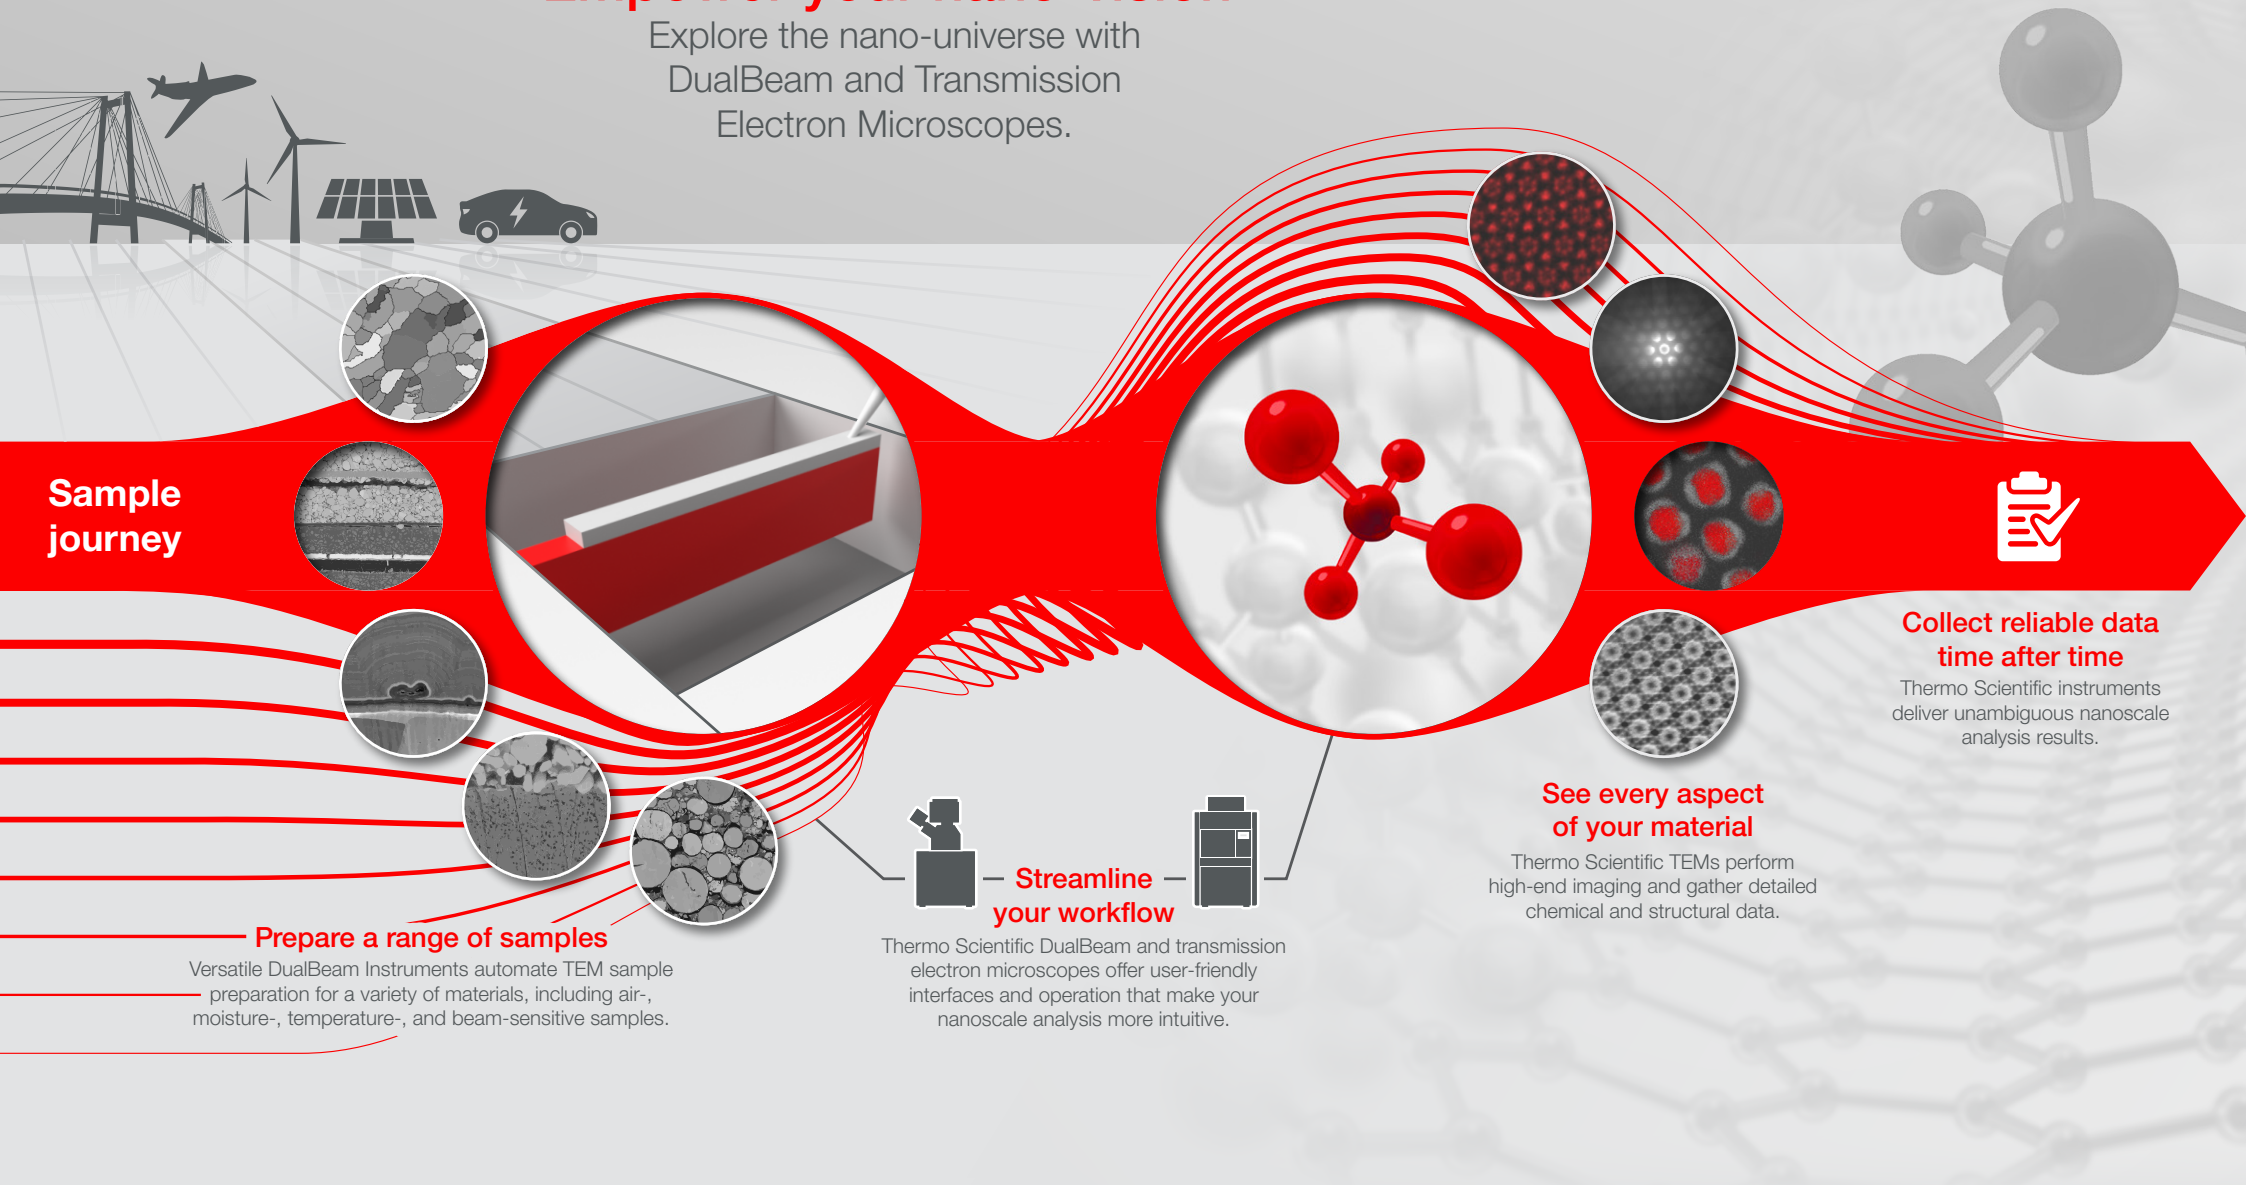 Empower your nano-vision
Explore the nano-universe with
DualBeam and Transmission
Electron Microscopes.
Sample
journey
Collect reliable data
time after time
Thermo Scientific instruments
deliver unambiguous nanoscale
analysis results.
See every aspect
of your material
Thermo Scientific TEMs perform
high-end imaging and gather detailed
chemical and structural data.
Streamline
your workflow
Thermo Scientific DualBeam and transmission
electron microscopes offer user-friendly
interfaces and operation that make your
nanoscale analysis more intuitive.
Prepare a range of samples
Versatile DualBeam Instruments automate TEM sample
preparation for a variety of materials, including air-,
moisture-, temperature-, and beam-sensitive samples.